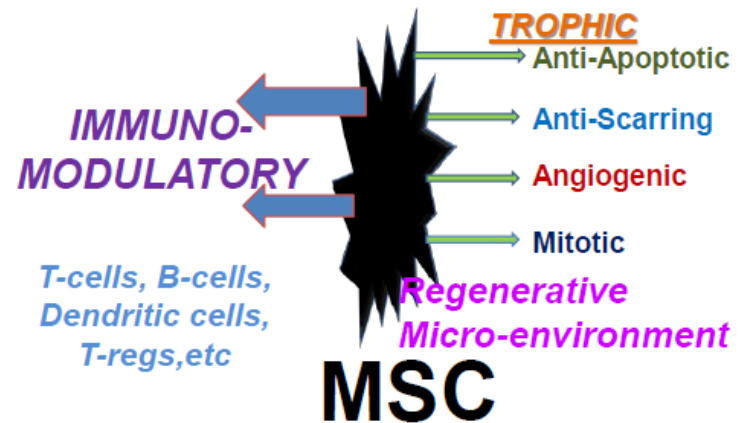 TROPHIC
Anti-Apoptotic
Anti-Scarring
Angiogenic
Mitotic
IMMUNO-
MODULATORY
T-cells, B-cells,
Dendritic cells,
T-regs,etc
Regenerative
Micro-environment
MSC